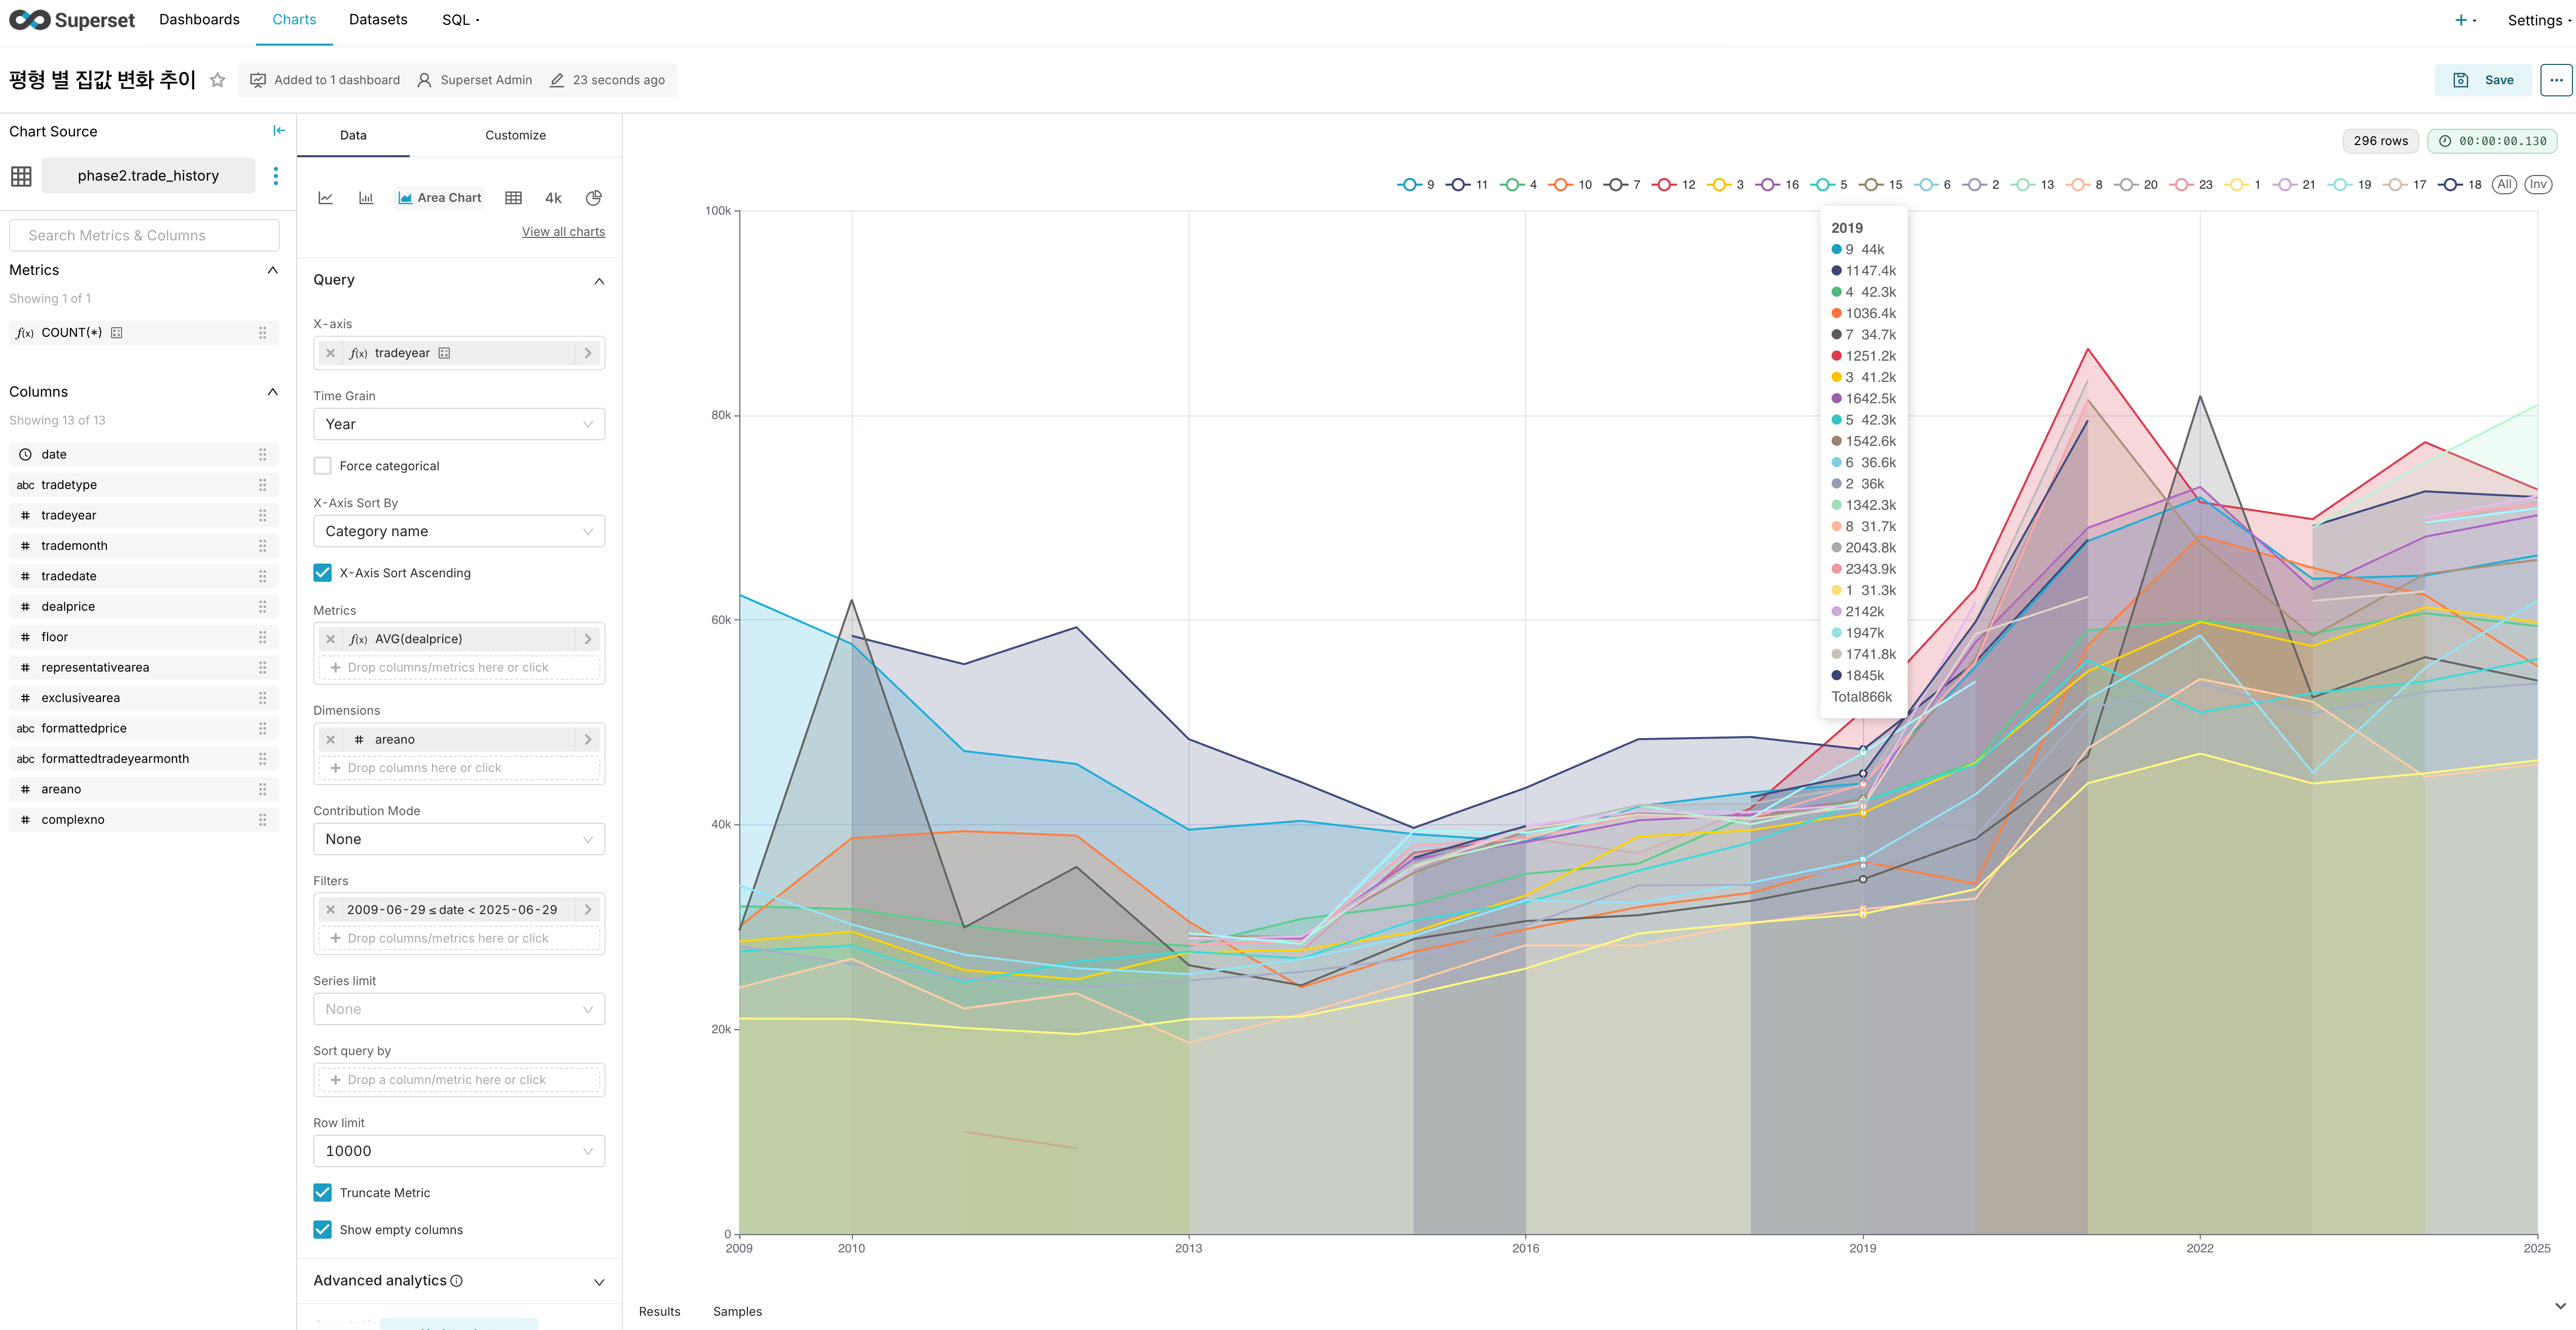 Superset Dashboards Charts Datasets SQL Settings
평형 별 집값 변화 추이 Added to 1 dashboard Superset Admin 23 seconds ago Save
Chart Source
phase2.trade_history
Search Metrics & Columns
Metrics
Showing 1 of 1
f(x) COUNT(*)
Columns
Showing 13 of 13
date
abc tradetype
# tradeyear
# trademonth
# tradedate
# dealprice
# floor
# representativearea
# exclusivearea
abc formattedprice
abc formattedtradeyearmonth
# areano
# complexno
Data Customize
Area Chart 4k
View all charts
Query
X-axis
f(x) tradeyear
Time Grain
Year
Force categorical
X-Axis Sort By
Category name
X-Axis Sort Ascending
Metrics
f(x) AVG(dealprice)
+ Drop columns/metrics here or click
Dimensions
# areano
+ Drop columns here or click
Contribution Mode
None
Filters
2009-06-29 ≤ date < 2025-06-29
+ Drop columns/metrics here or click
Series limit
None
Sort query by
+ Drop a column/metric here or click
Row limit
10000
Truncate Metric
Show empty columns
Advanced analytics
296 rows 00:00:00.130
9 11 4 10 7 12 3 16 5 15 6 2 13 8 20 23 1 21 19 17 18 All Inv
100k
80k
60k
40k
20k
0
2009 2010 2013 2016 2019 2022 2025
2019
9 44k
11 47.4k
4 42.3k
10 36.4k
7 34.7k
12 51.2k
3 41.2k
16 42.5k
5 42.3k
15 42.6k
6 36.6k
2 36k
13 42.3k
8 31.7k
20 43.8k
23 43.9k
1 31.3k
21 42k
19 47k
17 41.8k
18 45k
Total 866k
Results Samples